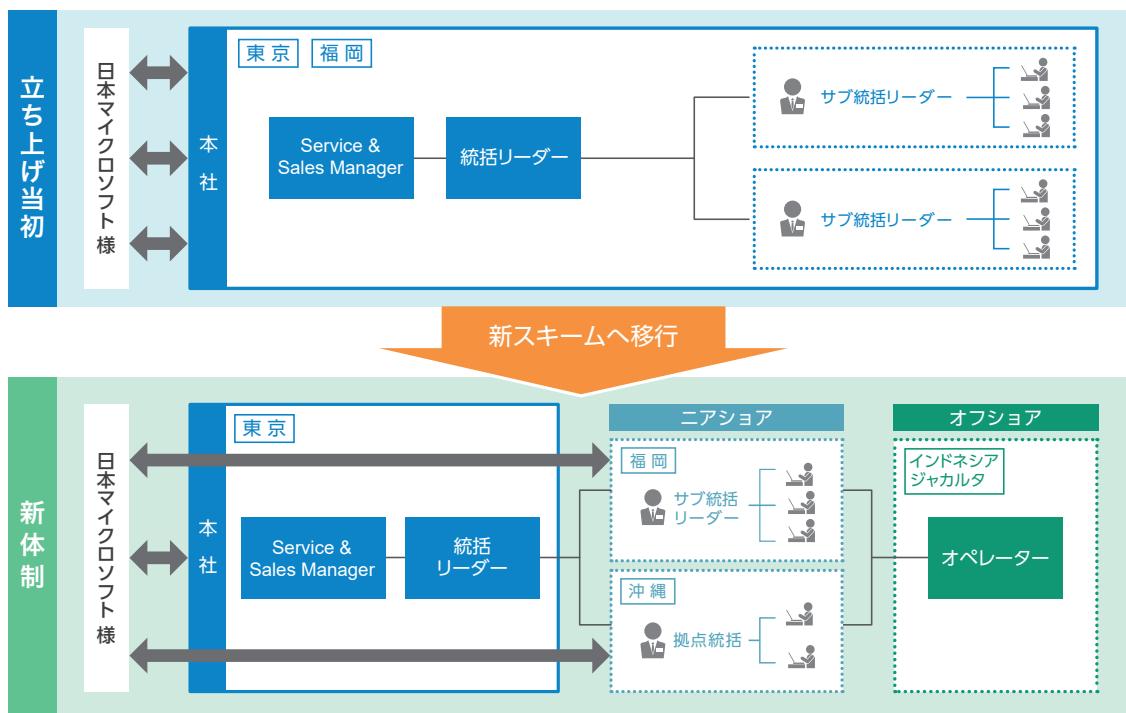 立ち上げ当初
日本マイクロソフト様
本社
東京
福岡
Service &
Sales Manager
統括リーダー
サブ統括リーダー
サブ統括リーダー
新スキームへ移行
新体制
日本マイクロソフト様
本社
東京
Service &
Sales Manager
統括
リーダー
ニアショア
福岡
サブ統括
リーダー
沖縄
拠点統括
オフショア
インドネシア
ジャカルタ
オペレーター